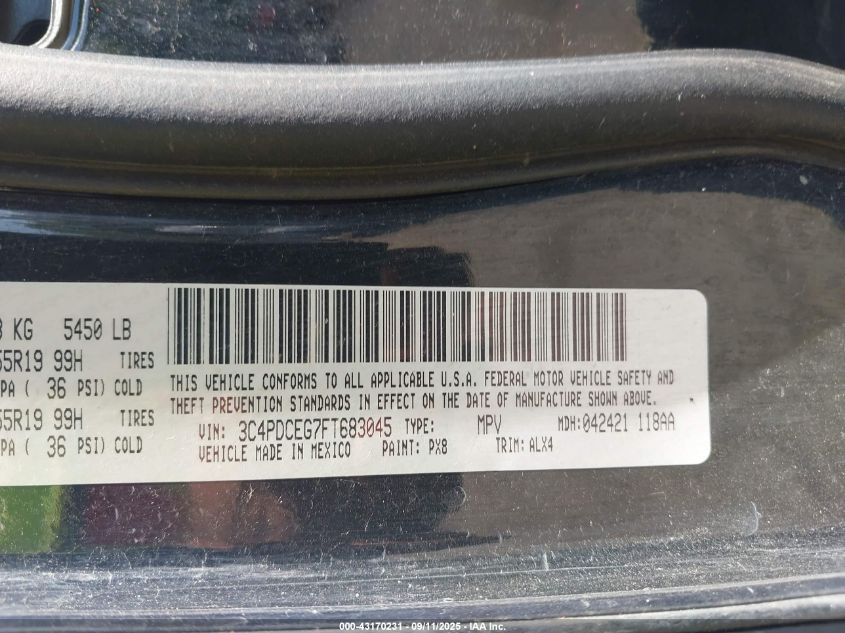 3 KG 5450 LB
55R19 99H TIRES
PA ( 36 PSI) COLD
55R19 99H TIRES
PA ( 36 PSI) COLD
THIS VEHICLE CONFORMS TO ALL APPLICABLE U.S.A. FEDERAL MOTOR VEHICLE SAFETY AND
THEFT PREVENTION STANDARDS IN EFFECT ON THE DATE OF MANUFACTURE SHOWN ABOVE.
VIN: 3C4PDCEG7FT683045 TYPE: MPV MDH:042421 118AA
VEHICLE MADE IN MEXICO PAINT: PX8 TRIM: ALX4
000-43170231 - 09/11/2025 - IAA Inc.